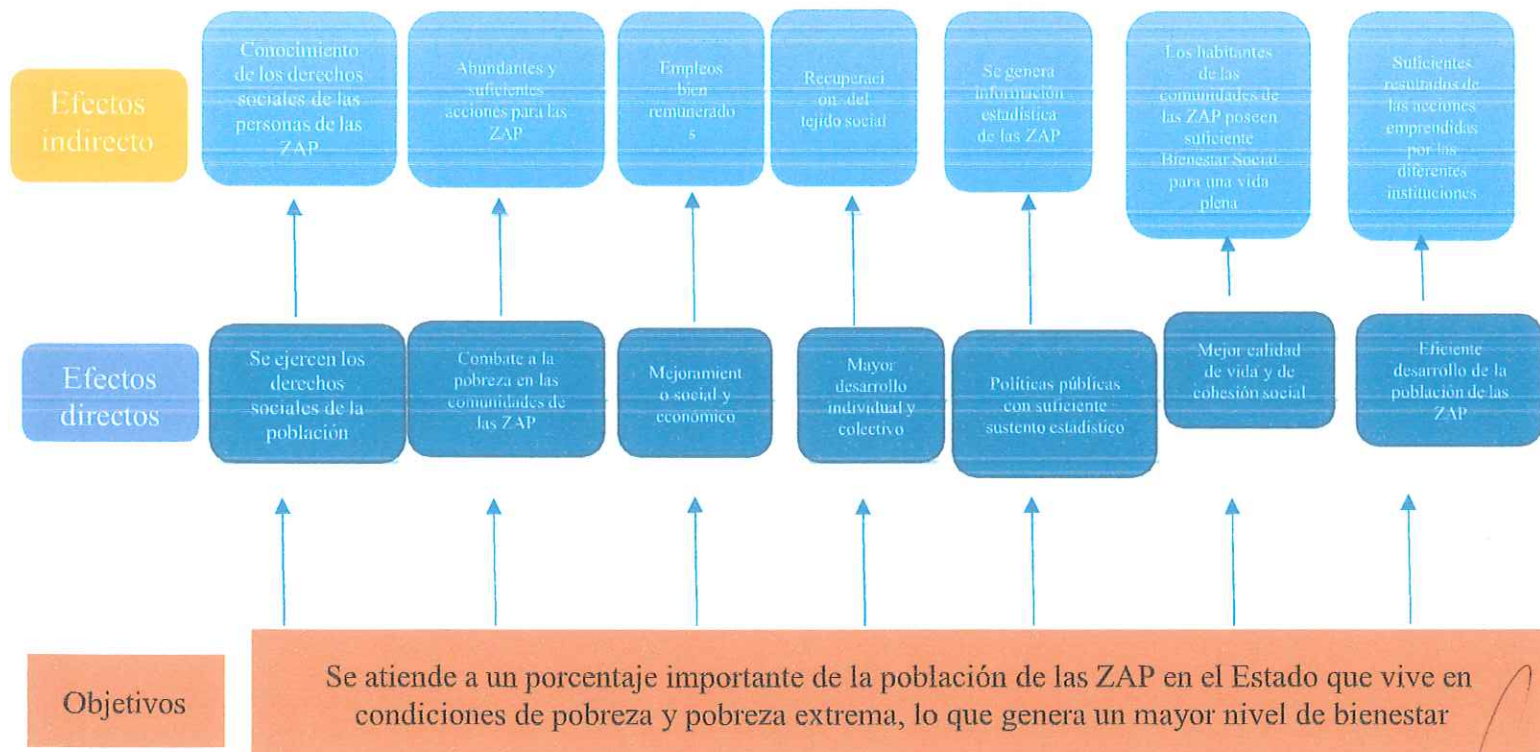 Efectos
indirecto
Conocimiento
de los derechos
sociales de las
personas de las
ZAP
Abundantes y
suficientes
acciones para las
ZAP
Empleos
bien
remunerado
s
Recuperaci
ón del
tejido social
Se genera
información
estadística
de las ZAP
Los habitantes
de las
comunidades de
las ZAP poseen
suficiente
Bienestar Social
para una vida
plena
Suficientes
resultados de
las acciones
emprendidas
por las
diferentes
instituciones
Efectos
directos
Se ejercen los
derechos
sociales de la
población
Combate a la
pobreza en las
comunidades de
las ZAP
Mejoramient
o social y
económico
Mayor
desarrollo
individual y
colectivo
Políticas públicas
con suficiente
sustento estadístico
Mejor calidad
de vida y de
cohesión social
Eficiente
desarrollo de la
población de las
ZAP
Objetivos
Se atiende a un porcentaje importante de la población de las ZAP en el Estado que vive en
condiciones de pobreza y pobreza extrema, lo que genera un mayor nivel de bienestar